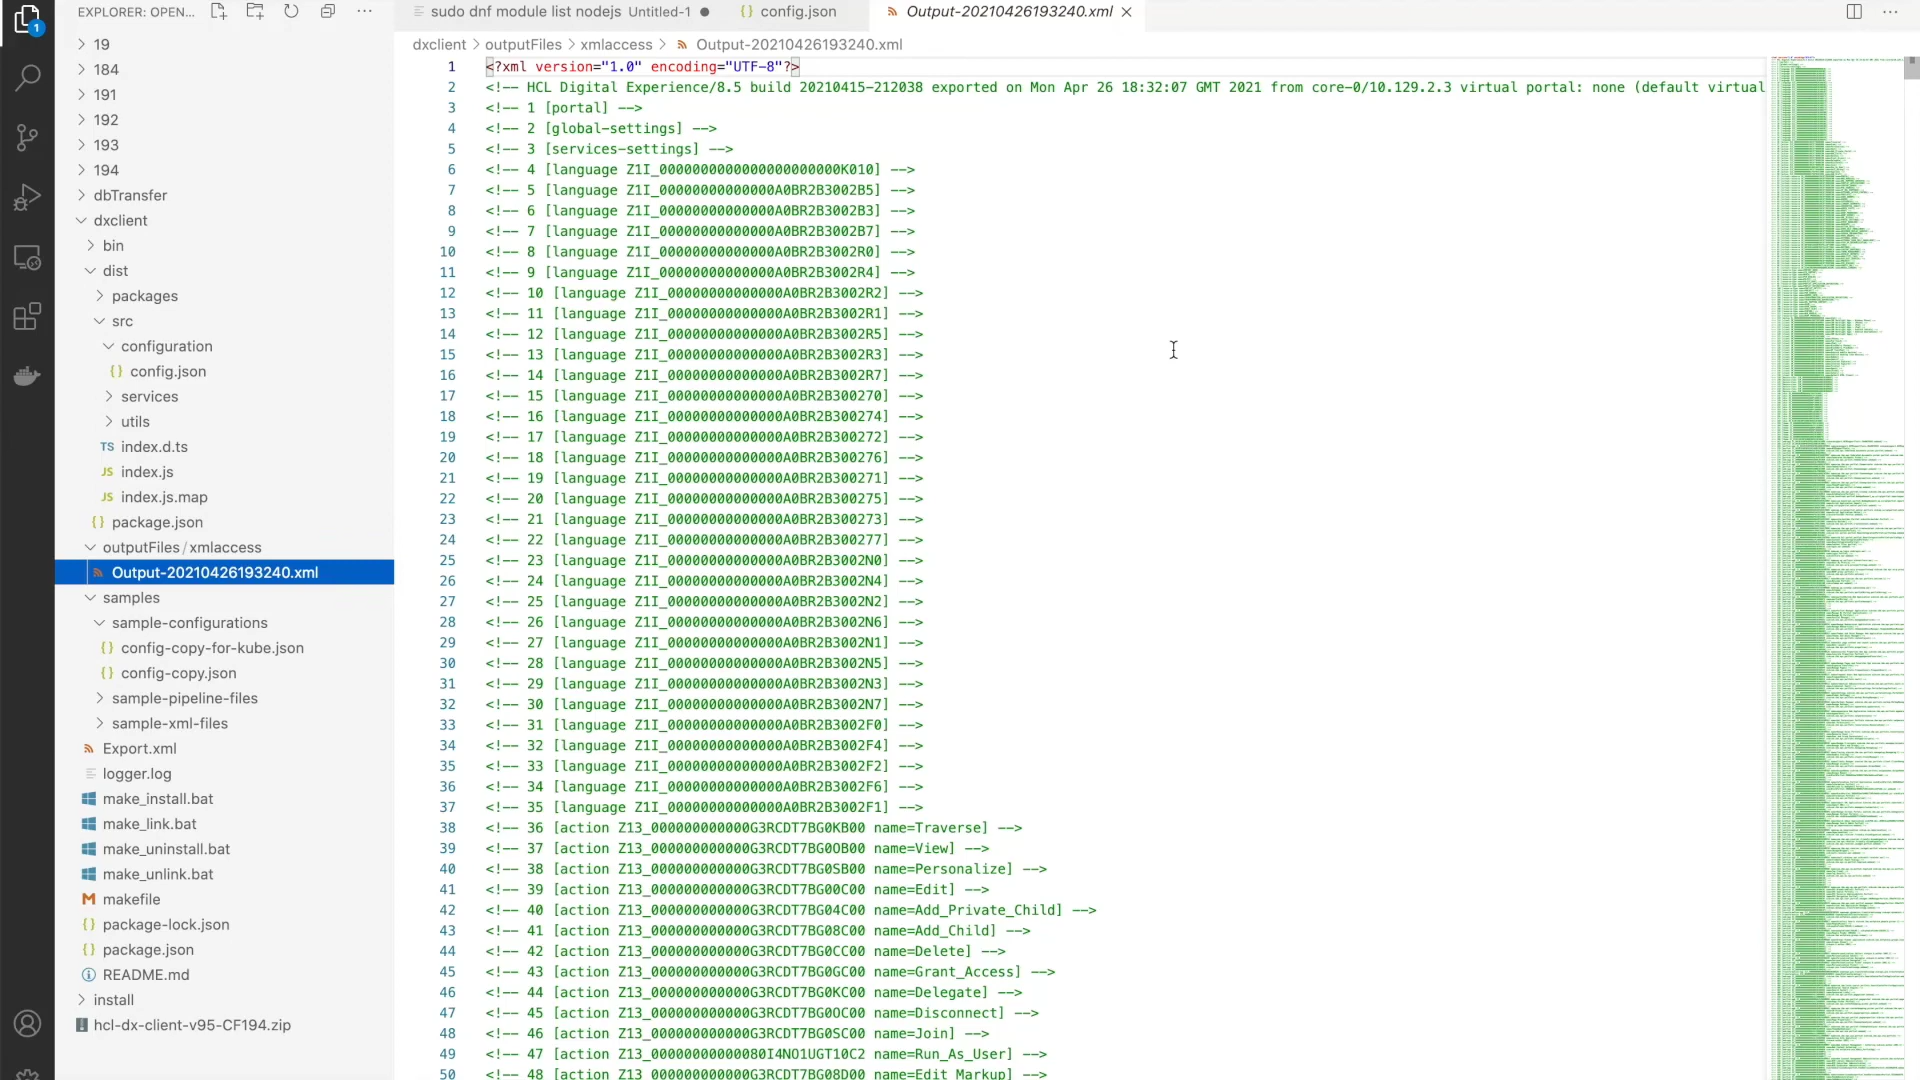 EXPLORER: OPEN...
1
19
184
191
192
193
194
dbTransfer
dxclient
bin
dist
packages
src
configuration
{} config.json
services
utils
TS index.d.ts
JS index.js
JS index.js.map
{} package.json
outputFiles / xmlaccess
Output-20210426193240.xml
samples
sample-configurations
{} config-copy-for-kube.json
{} config-copy.json
sample-pipeline-files
sample-xml-files
Export.xml
logger.log
make_install.bat
make_link.bat
make_uninstall.bat
make_unlink.bat
makefile
{} package-lock.json
{} package.json
README.md
install
hcl-dx-client-v95-CF194.zip
sudo dnf module list nodejs Untitled-1
{} config.json
Output-20210426193240.xml
dxclient > outputFiles > xmlaccess > Output-20210426193240.xml
1 <?xml version="1.0" encoding="UTF-8"?>
2 <!-- HCL Digital Experience/8.5 build 20210415-212038 exported on Mon Apr 26 18:32:07 GMT 2021 from core-0/10.129.2.3 virtual portal: none (default virtual
3 <!-- 1 [portal] -->
4 <!-- 2 [global-settings] -->
5 <!-- 3 [services-settings] -->
6 <!-- 4 [language Z1I_00000000000000000000000K010] -->
7 <!-- 5 [language Z1I_00000000000000A0BR2B3002B5] -->
8 <!-- 6 [language Z1I_00000000000000A0BR2B3002B3] -->
9 <!-- 7 [language Z1I_00000000000000A0BR2B3002B7] -->
10 <!-- 8 [language Z1I_00000000000000A0BR2B3002R0] -->
11 <!-- 9 [language Z1I_00000000000000A0BR2B3002R4] -->
12 <!-- 10 [language Z1I_00000000000000A0BR2B3002R2] -->
13 <!-- 11 [language Z1I_00000000000000A0BR2B3002R1] -->
14 <!-- 12 [language Z1I_00000000000000A0BR2B3002R5] -->
15 <!-- 13 [language Z1I_00000000000000A0BR2B3002R3] -->
16 <!-- 14 [language Z1I_00000000000000A0BR2B3002R7] -->
17 <!-- 15 [language Z1I_00000000000000A0BR2B300270] -->
18 <!-- 16 [language Z1I_00000000000000A0BR2B300274] -->
19 <!-- 17 [language Z1I_00000000000000A0BR2B300272] -->
20 <!-- 18 [language Z1I_00000000000000A0BR2B300276] -->
21 <!-- 19 [language Z1I_00000000000000A0BR2B300271] -->
22 <!-- 20 [language Z1I_00000000000000A0BR2B300275] -->
23 <!-- 21 [language Z1I_00000000000000A0BR2B300273] -->
24 <!-- 22 [language Z1I_00000000000000A0BR2B300277] -->
25 <!-- 23 [language Z1I_00000000000000A0BR2B3002N0] -->
26 <!-- 24 [language Z1I_00000000000000A0BR2B3002N4] -->
27 <!-- 25 [language Z1I_00000000000000A0BR2B3002N2] -->
28 <!-- 26 [language Z1I_00000000000000A0BR2B3002N6] -->
29 <!-- 27 [language Z1I_00000000000000A0BR2B3002N1] -->
30 <!-- 28 [language Z1I_00000000000000A0BR2B3002N5] -->
31 <!-- 29 [language Z1I_00000000000000A0BR2B3002N3] -->
32 <!-- 30 [language Z1I_00000000000000A0BR2B3002N7] -->
33 <!-- 31 [language Z1I_00000000000000A0BR2B3002F0] -->
34 <!-- 32 [language Z1I_00000000000000A0BR2B3002F4] -->
35 <!-- 33 [language Z1I_00000000000000A0BR2B3002F2] -->
36 <!-- 34 [language Z1I_00000000000000A0BR2B3002F6] -->
37 <!-- 35 [language Z1I_00000000000000A0BR2B3002F1] -->
38 <!-- 36 [action Z13_000000000000G3RCDT7BG0KB00 name=Traverse] -->
39 <!-- 37 [action Z13_000000000000G3RCDT7BG0OB00 name=View] -->
40 <!-- 38 [action Z13_000000000000G3RCDT7BG0SB00 name=Personalize] -->
41 <!-- 39 [action Z13_000000000000G3RCDT7BG00C00 name=Edit] -->
42 <!-- 40 [action Z13_000000000000G3RCDT7BG04C00 name=Add_Private_Child] -->
43 <!-- 41 [action Z13_000000000000G3RCDT7BG08C00 name=Add_Child] -->
44 <!-- 42 [action Z13_000000000000G3RCDT7BG0CC00 name=Delete] -->
45 <!-- 43 [action Z13_000000000000G3RCDT7BG0GC00 name=Grant_Access] -->
46 <!-- 44 [action Z13_000000000000G3RCDT7BG0KC00 name=Delegate] -->
47 <!-- 45 [action Z13_000000000000G3RCDT7BG0OC00 name=Disconnect] -->
48 <!-- 46 [action Z13_000000000000G3RCDT7BG0SC00 name=Join] -->
49 <!-- 47 [action Z13_00000000000080I4NO1UGT10C2 name=Run_As_User] -->
50 <!-- 48 [action Z13_000000000000G3RCDT7BG08D00 name=Edit_Markup] -->